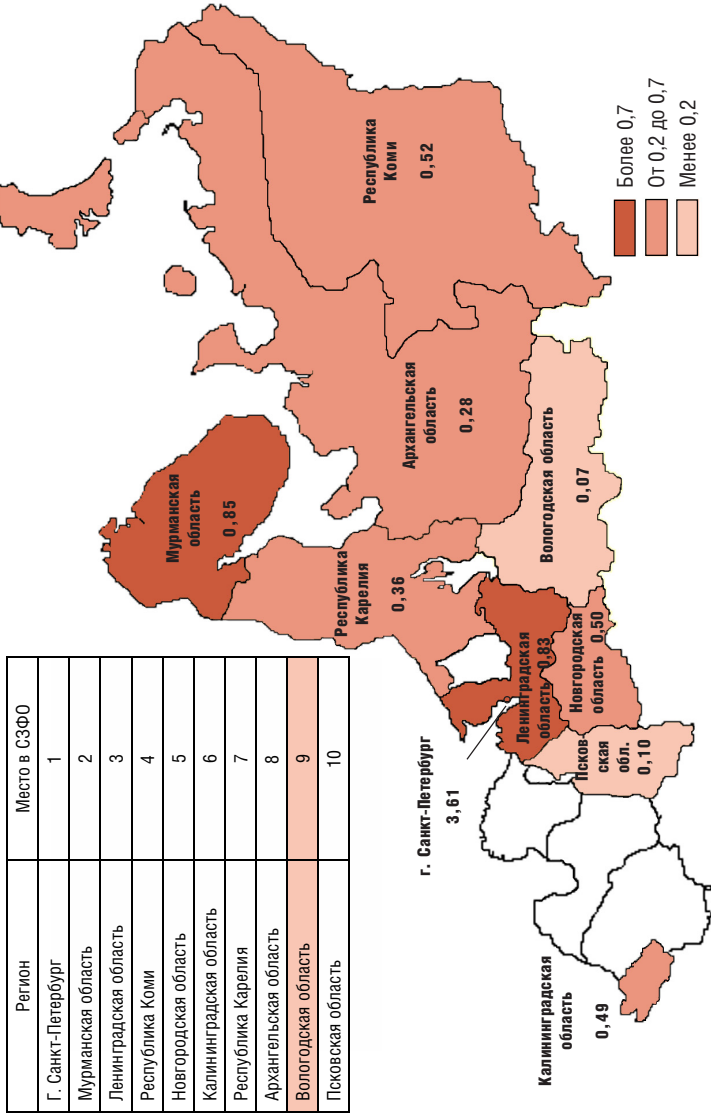 Регион Место в СЗФО
Г. Санкт-Петербург 1
Мурманская область 2
Ленинградская область 3
Республика Коми 4
Новгородская область 5
Калининградская область 6
Республика Карелия 7
Архангельская область 8
Вологодская область 9
Псковская область 10
Мурманская
область
0,85
Республика
Карелия
0,36
Архангельская
область
0,28
Республика
Коми
0,52
г. Санкт-Петербург
3,61
Ленинградская
область 0,83
Новгородская
область 0,50
Псков-
ская
обл.
0,10
Вологодская область
0,07
Калининградская
область
0,49
Более 0,7
От 0,2 до 0,7
Менее 0,2